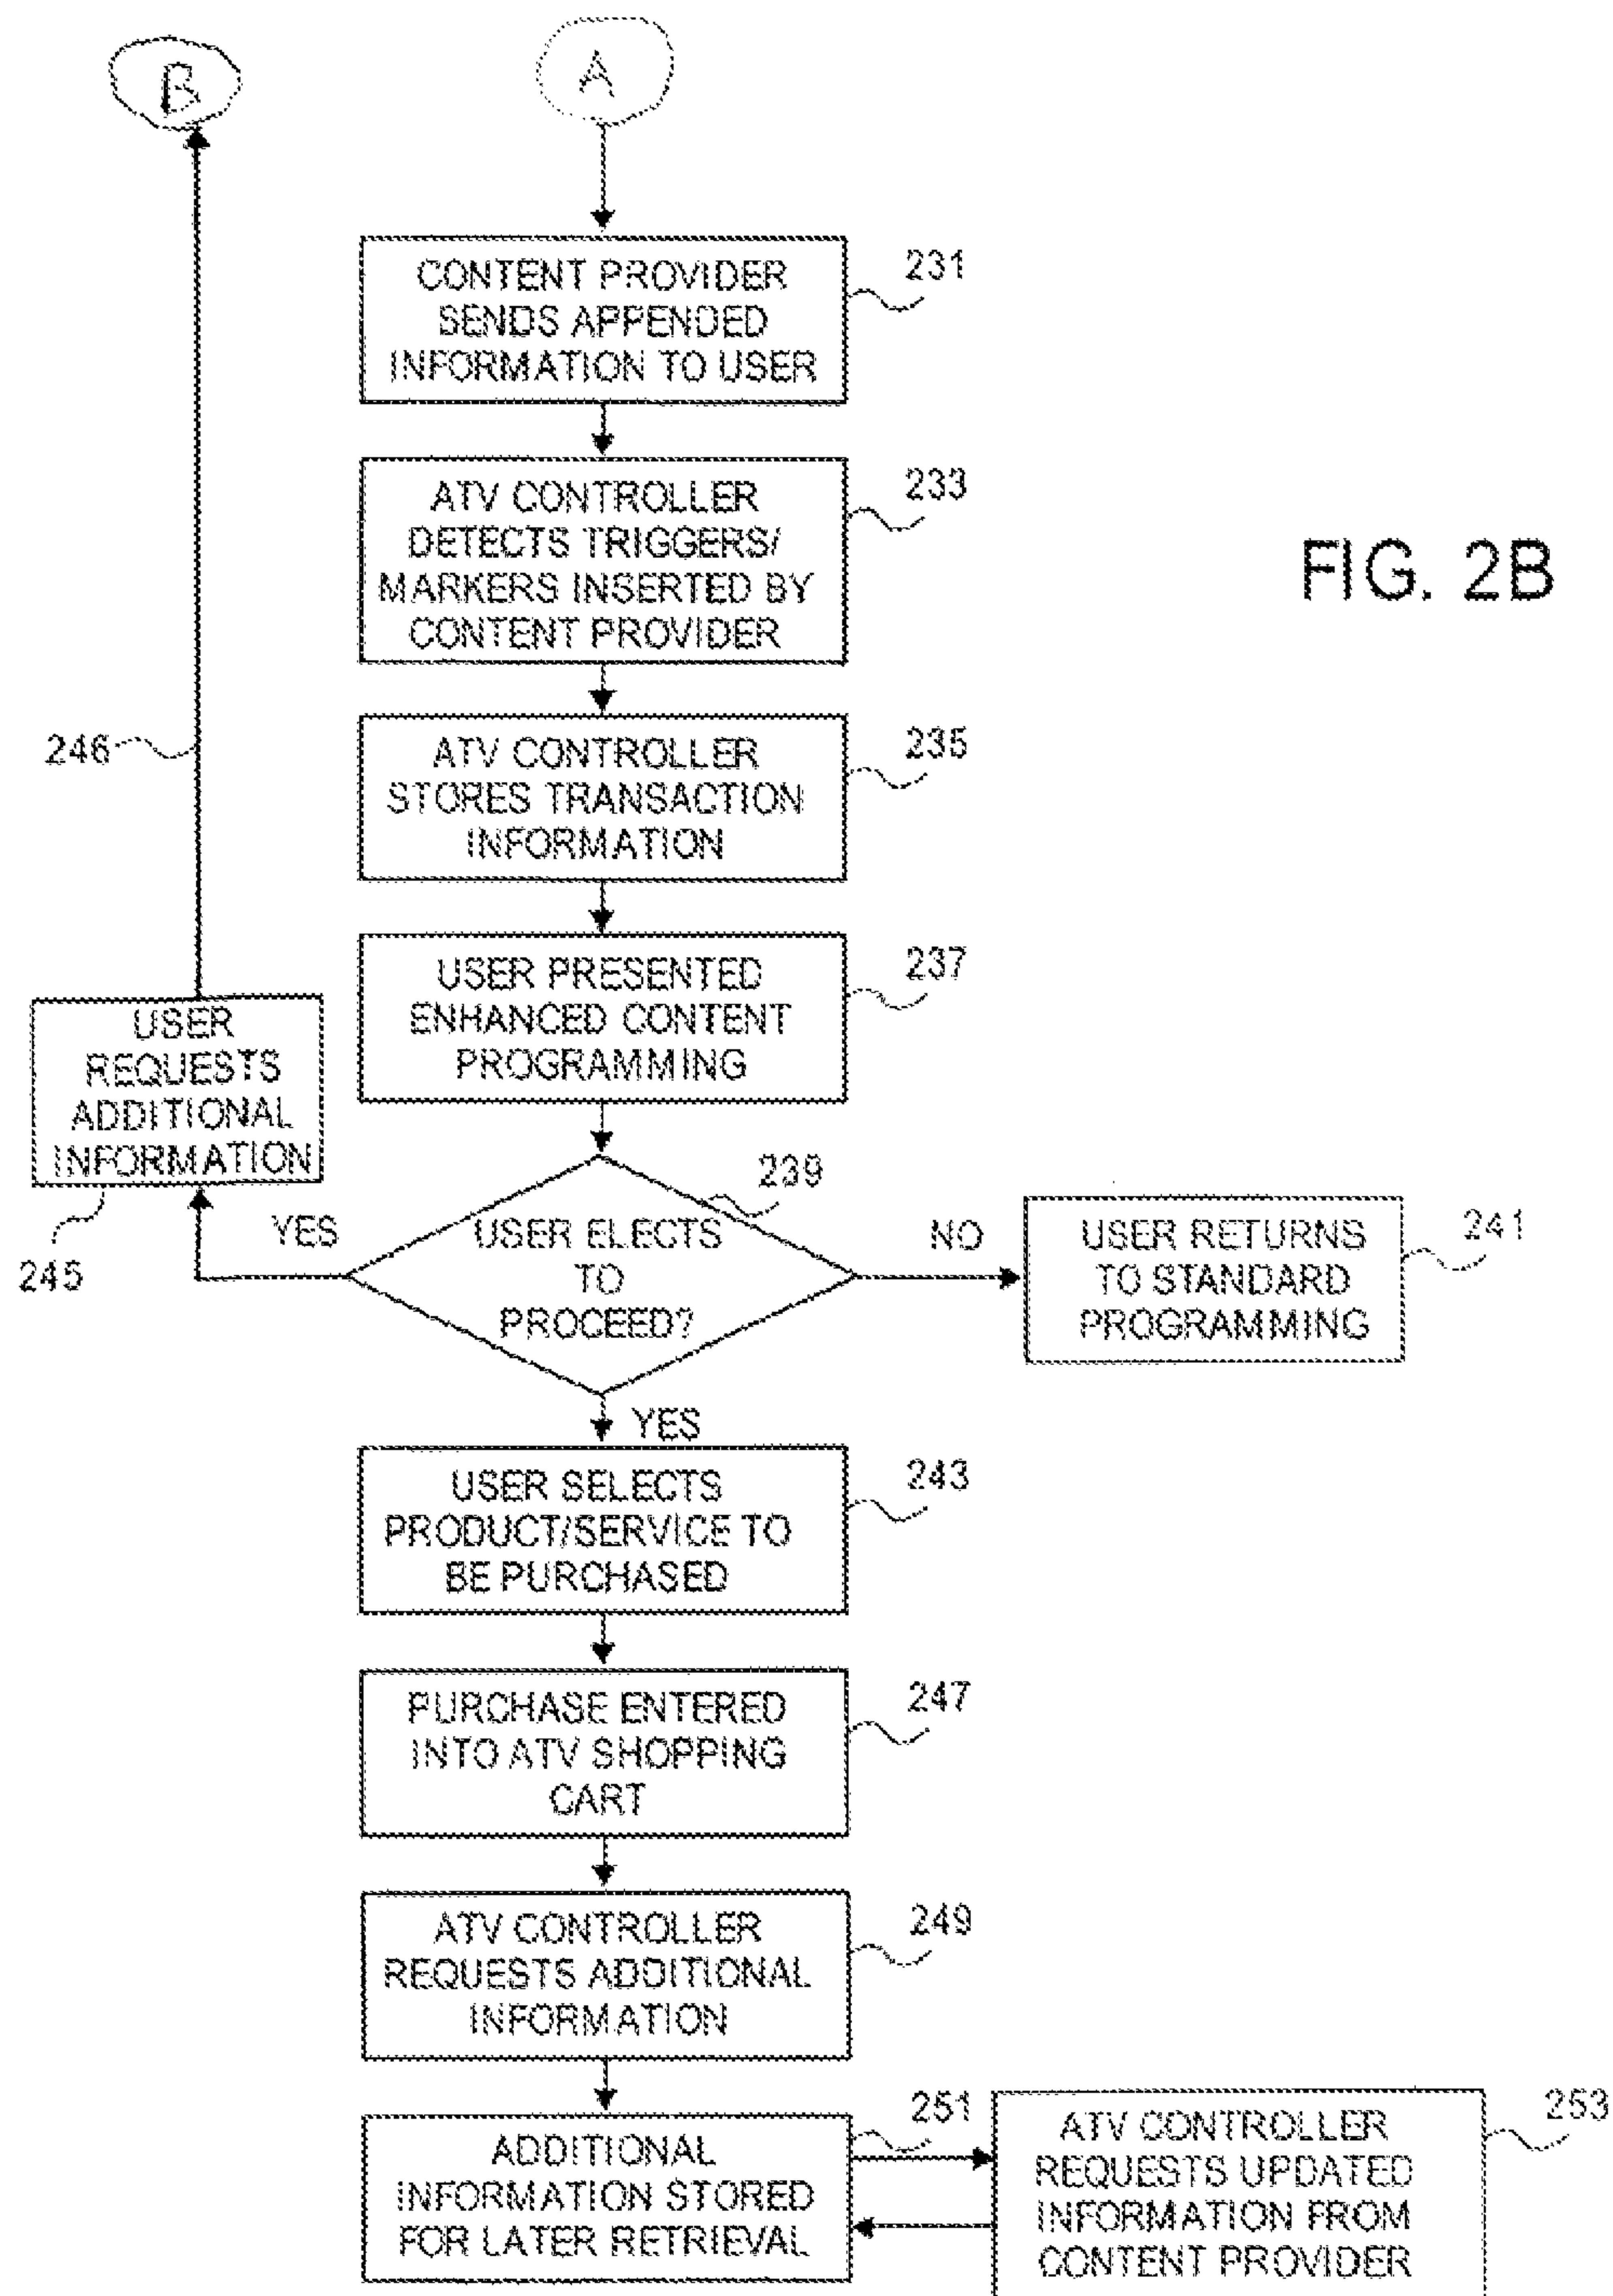 B
A
CONTENT PROVIDER
SENDS APPENDED
INFORMATION TO USER
231
ATV CONTROLLER
DETECTS TRIGGERS/
MARKERS INSERTED BY
CONTENT PROVIDER
233
FIG. 2B
246
ATV CONTROLLER
STORES TRANSACTION
INFORMATION
235
USER PRESENTED
ENHANCED CONTENT
PROGRAMMING
237
USER
REQUESTS
ADDITIONAL
INFORMATION
245
YES
USER ELECTS
TO
PROCEED?
239
NO
USER RETURNS
TO STANDARD
PROGRAMMING
241
YES
USER SELECTS
PRODUCT/SERVICE TO
BE PURCHASED
243
PURCHASE ENTERED
INTO ATV SHOPPING
CART
247
ATV CONTROLLER
REQUESTS ADDITIONAL
INFORMATION
249
ADDITIONAL
INFORMATION STORED
FOR LATER RETRIEVAL
251
ATV CONTROLLER
REQUESTS UPDATED
INFORMATION FROM
CONTENT PROVIDER
253